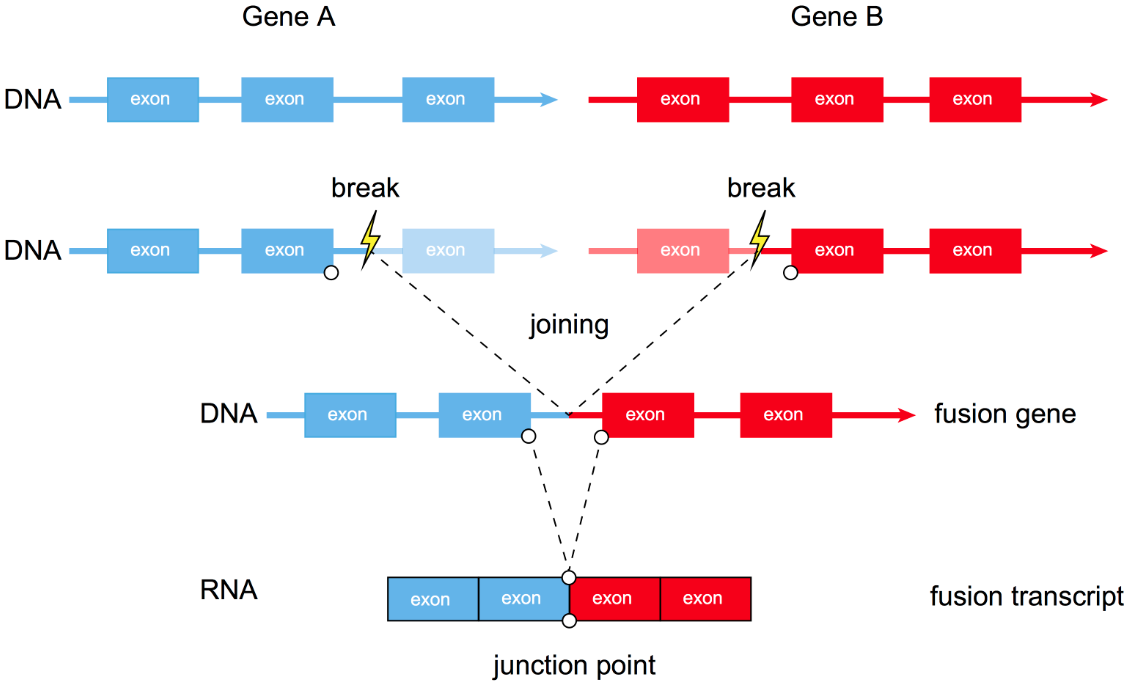 Gene A Gene B
DNA exon exon exon exon exon exon
break break
DNA exon exon exon exon exon exon
joining
DNA exon exon exon exon fusion gene
RNA exon exon exon exon fusion transcript
junction point